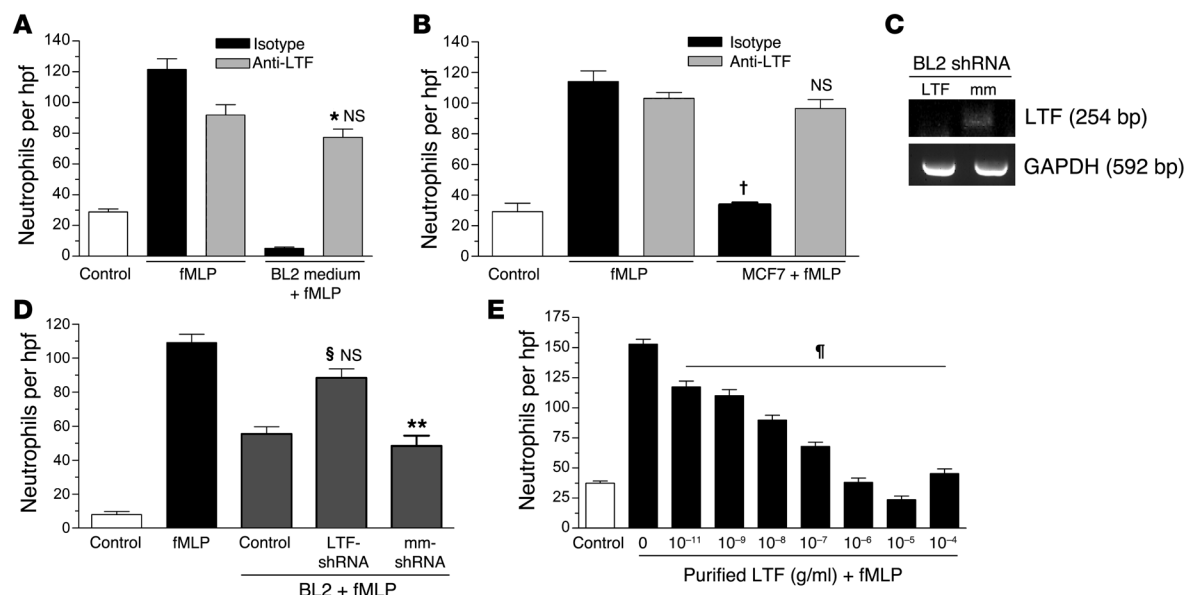 A
Neutrophils per hpf
140
120
100
80
60
40
20
0
Isotype
Anti-LTF
* NS
Control
fMLP
BL2 medium
+ fMLP
B
Neutrophils per hpf
140
120
100
80
60
40
20
0
Isotype
Anti-LTF
NS
†
Control
fMLP
MCF7 + fMLP
C
BL2 shRNA
LTF mm
LTF (254 bp)
GAPDH (592 bp)
D
Neutrophils per hpf
120
100
80
60
40
20
0
§ NS
**
Control fMLP Control LTF- mm-
shRNA shRNA
BL2 + fMLP
E
Neutrophils per hpf
175
150
125
100
75
50
25
0
¶
Control 0 10⁻¹¹ 10⁻⁹ 10⁻⁸ 10⁻⁷ 10⁻⁶ 10⁻⁵ 10⁻⁴
Purified LTF (g/ml) + fMLP